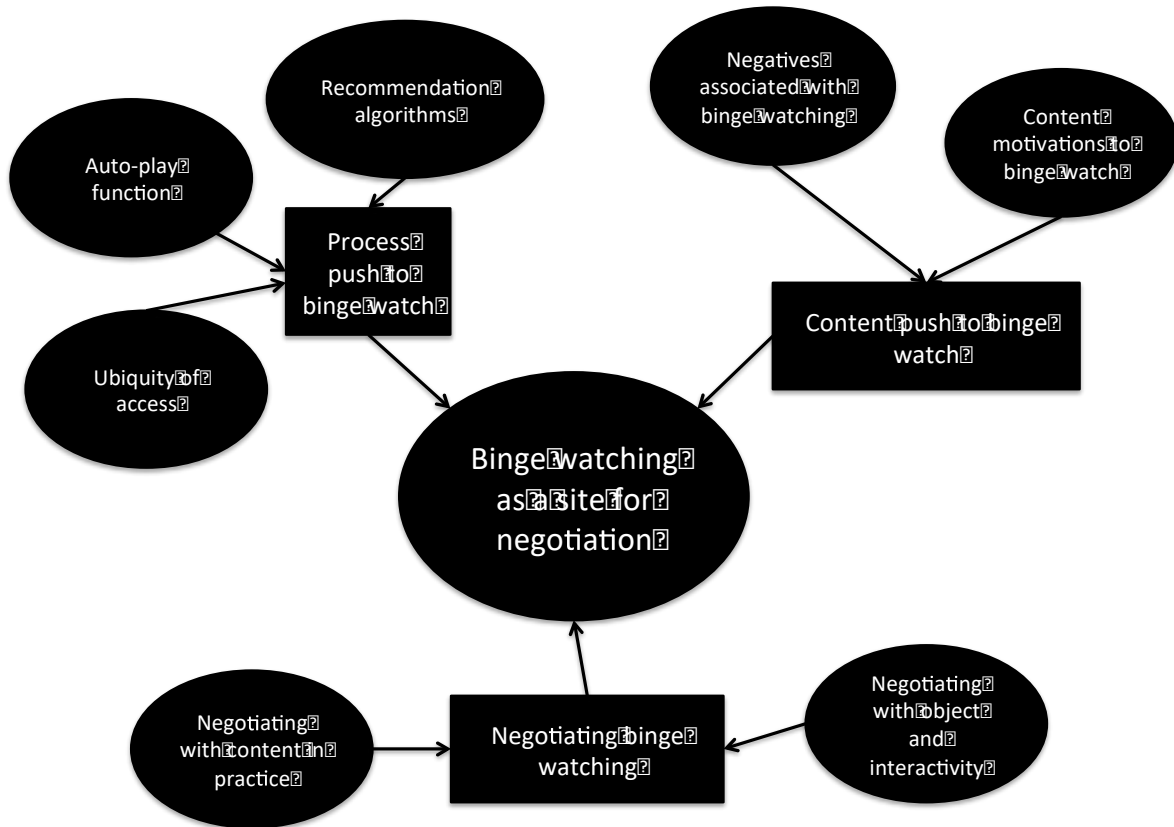 Recommendation
algorithms
Negatives
associated with
binge watching
Content
motivations to
binge watch
Auto-play
function
Process
push to
binge watch
Content push to binge
watch
Ubiquity of
access
Binge watching
as a site for
negotiation
Negotiating
with content in
practice
Negotiating binge
watching
Negotiating
with object
and
interactivity